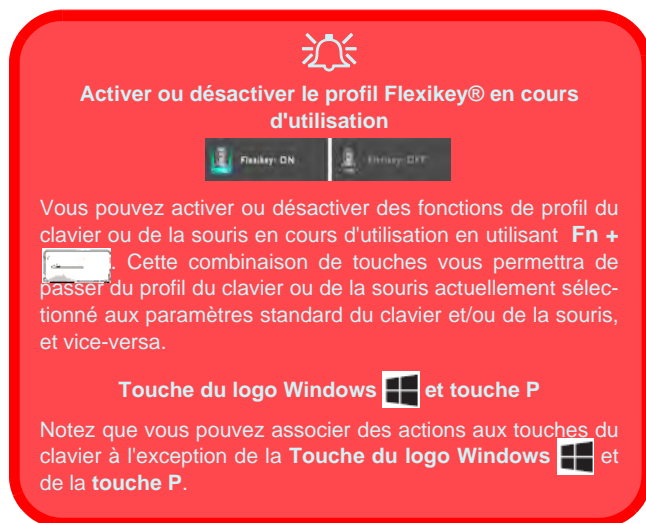 Activer ou désactiver le profil Flexikey® en cours
d'utilisation
Flexikey: ON Flexikey: OFF
Vous pouvez activer ou désactiver des fonctions de profil du
clavier ou de la souris en cours d'utilisation en utilisant Fn +
. Cette combinaison de touches vous permettra de
passer du profil du clavier ou de la souris actuellement sélec-
tionné aux paramètres standard du clavier et/ou de la souris,
et vice-versa.
Touche du logo Windows et touche P
Notez que vous pouvez associer des actions aux touches du
clavier à l'exception de la Touche du logo Windows et
de la touche P.